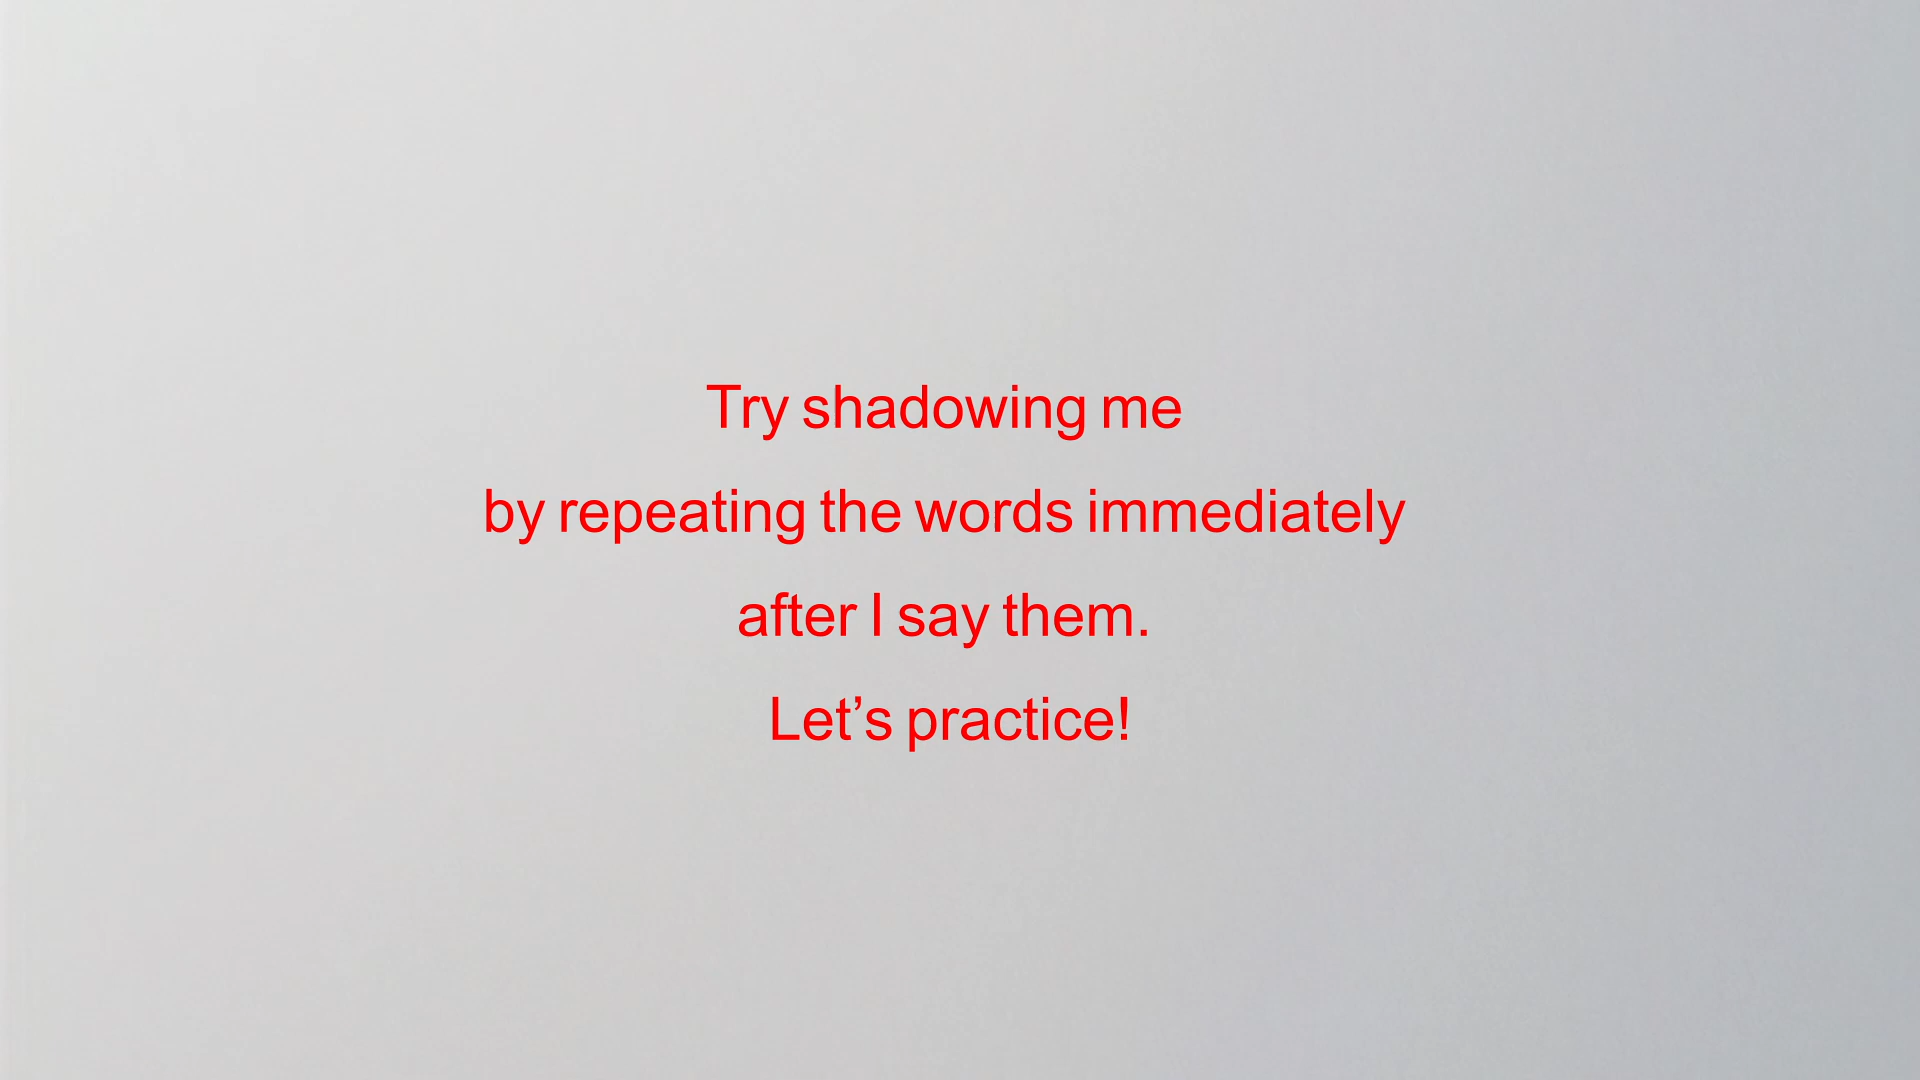 Try shadowing me
by repeating the words immediately
after I say them.
Let’s practice!